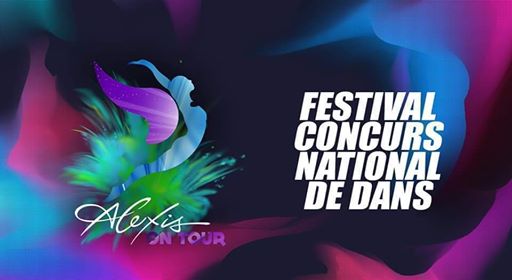 FESTIVAL
CONCURS
NATIONAL
DE DANS
Alexis
ON TOUR